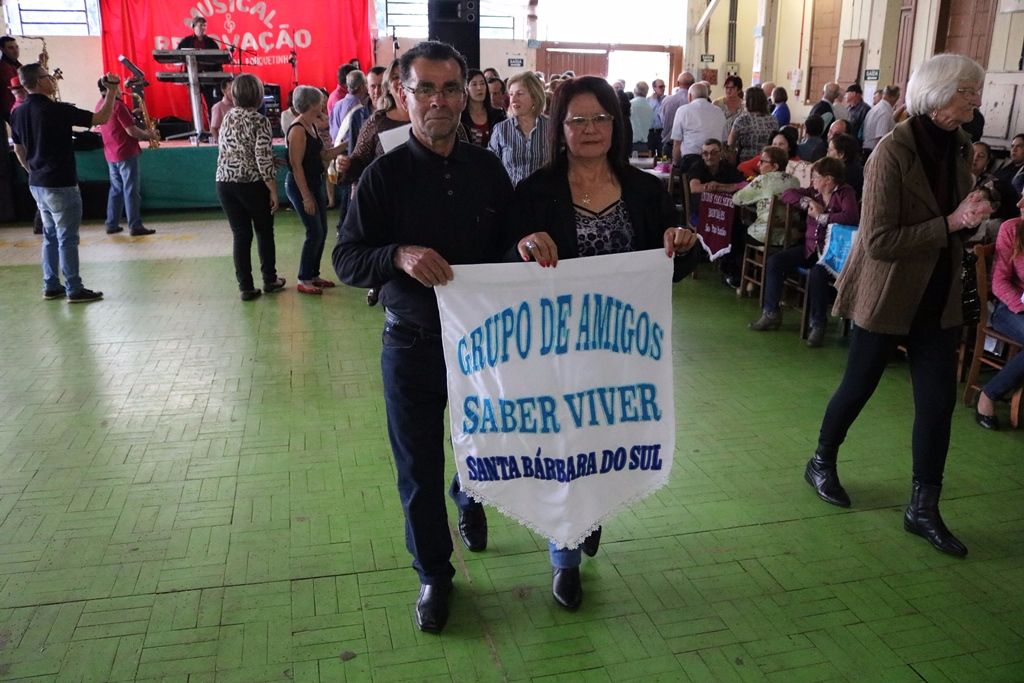 MUSICAL
&
RENOVAÇÃO
GRUPO DE AMIGOS
SABER VIVER
SANTA BÁRBARA DO SUL